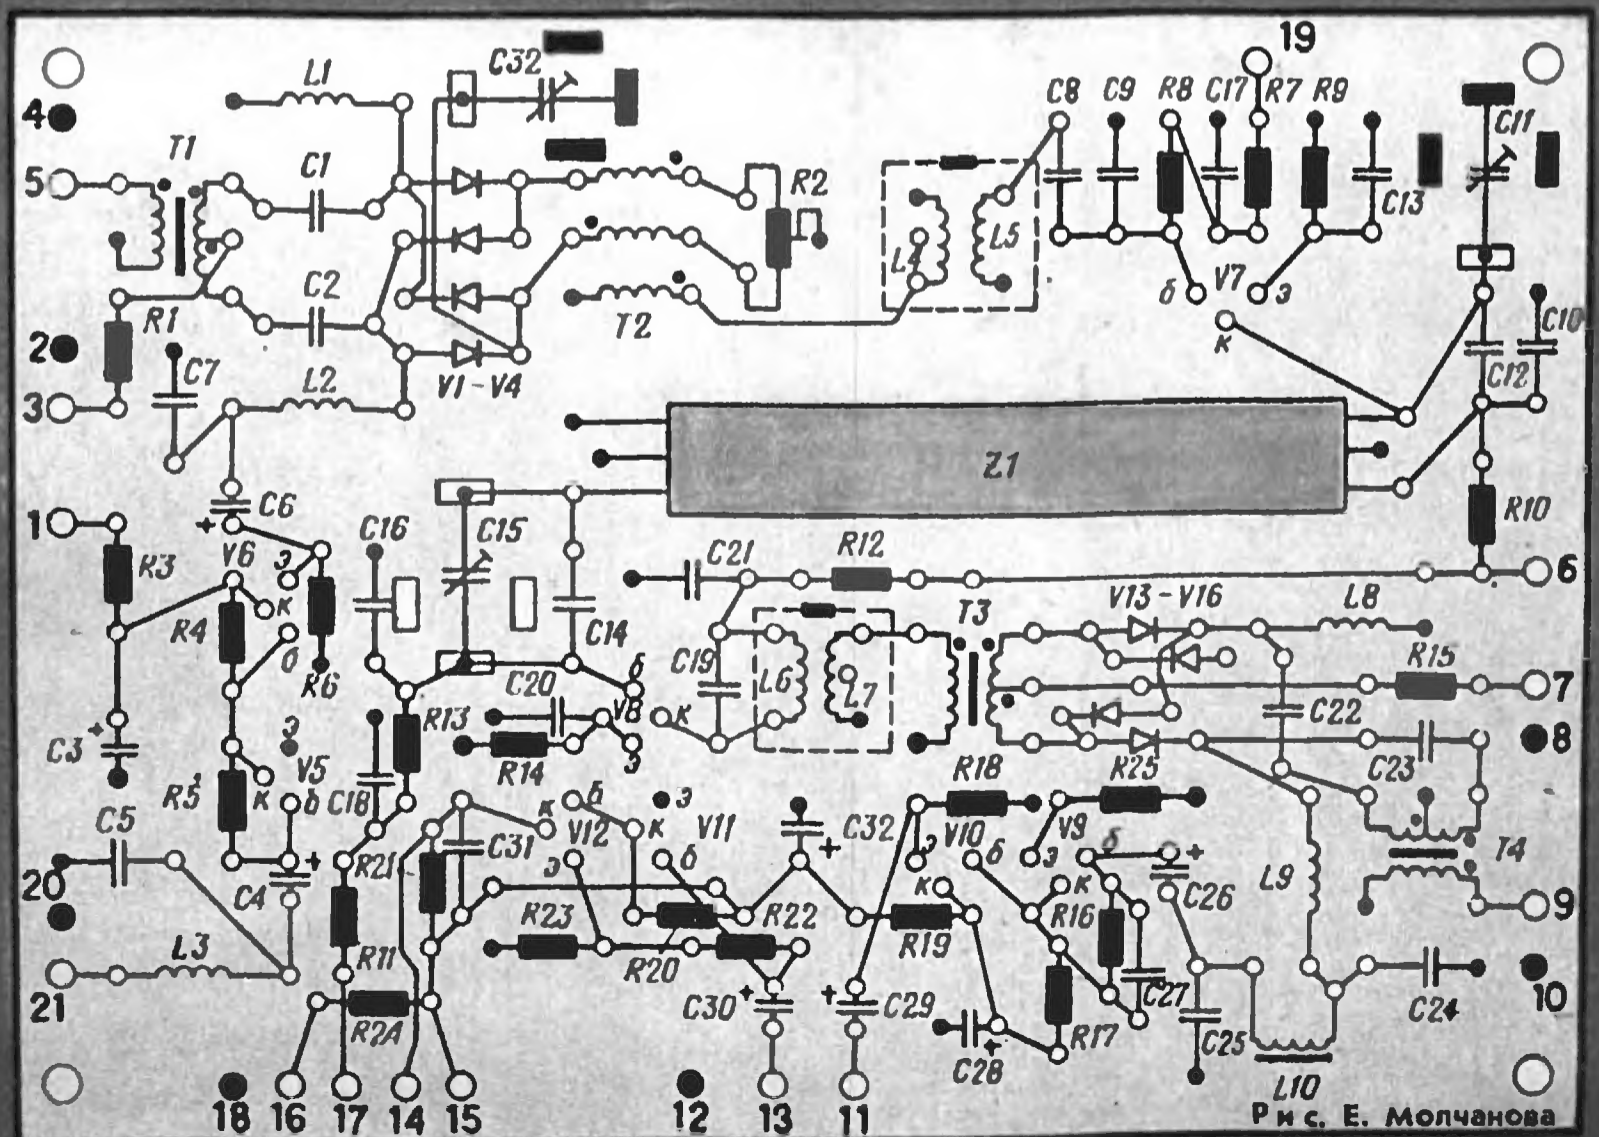 19
C32
L1
C8 C9 R8 C17 R7 R9
C11
4
T1
5
C1
R2
C13
L4 L5
C2
T2
б V7 э
C10
R1
к
2
C7
L2
V1-V4
C12
3
Z1
C6
+
1
C16
C15
R10
V6 э
C21
R12
R3
6
к
T3
V13-V16
L8
R4
C14
б
C19
R15
R6
C20
б
L6 L7
7
V8
к
R13
C22
C3
+
э
8
V5
R14
э
R18
R25
C23
R5
к
C18
б
к
б
э
C5
V12
к
V11
C32
V10
V9
б
+
C31
+
T4
R21
э
б
э
б
э
L9
20
C4
+
к
к
C26
9
R23
R22
R16
R19
R11
R20
L3
21
C30
+
+
C29
C27
10
R24
R17
C25
C24
C28
+
L10
18 16 17 14 15 12 13 11
Рис. Е. Молчанова